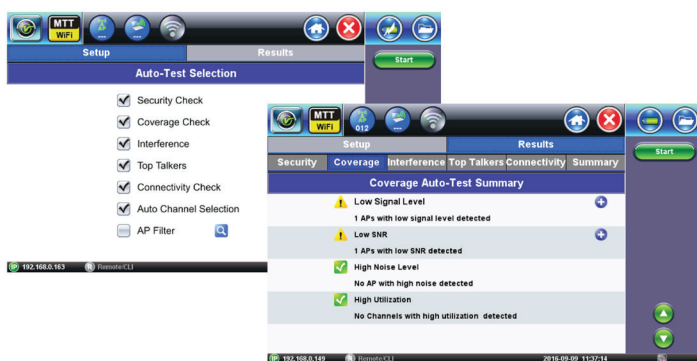 MTT
WiFi
...
...
Setup
Results
Start
Auto-Test Selection
Security Check
Coverage Check
Interference
Top Talkers
Connectivity Check
Auto Channel Selection
AP Filter
IP 192.168.0.163 R Remote/CLI
MTT
WiFi
012
...
Setup
Results
Start
Security Coverage Interference Top Talkers Connectivity Summary
Coverage Auto-Test Summary
Low Signal Level
1 APs with low signal level detected
Low SNR
1 APs with low SNR detected
High Noise Level
No AP with high noise detected
High Utilization
No Channels with high utilization detected
IP 192.168.0.149 R Remote/CLI 2016-09-09 11:37:14